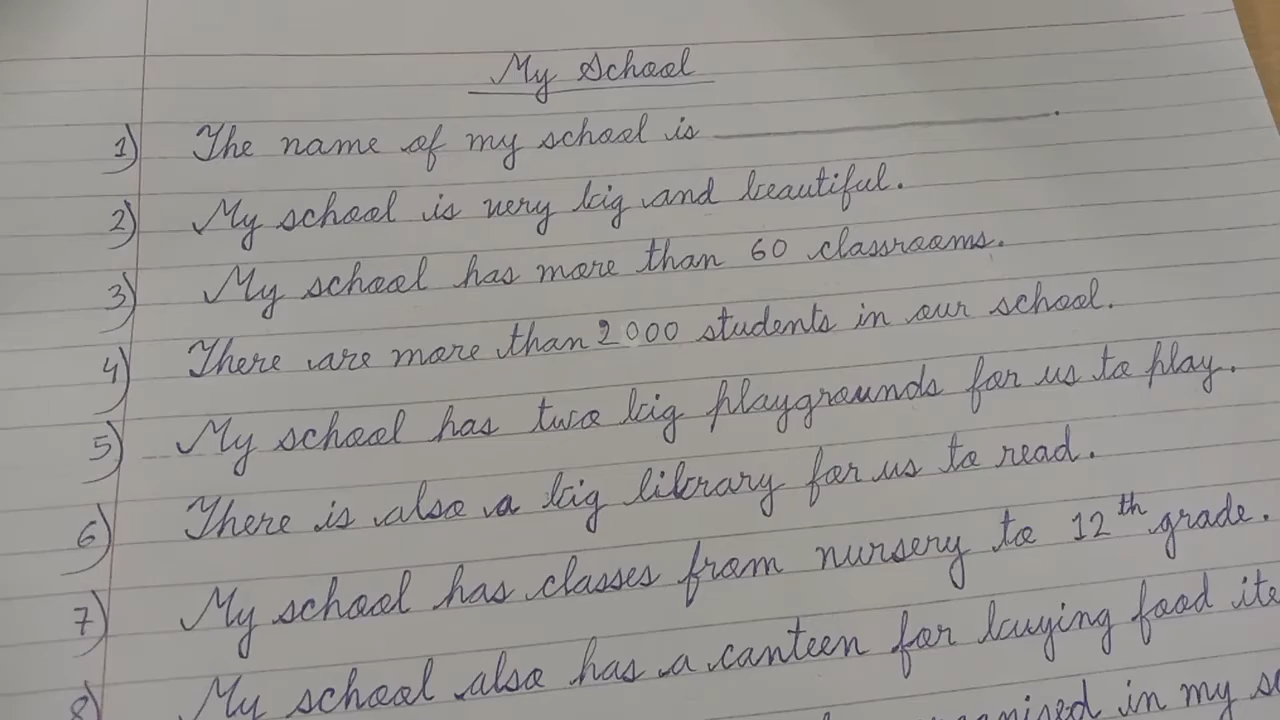 My School
1) The name of my school is ________.
2) My school is very big and beautiful.
3) My school has more than 60 classrooms.
4) There are more than 2000 students in our school.
5) My school has two big playgrounds for us to play.
6) There is also a big library for us to read.
7) My school has classes from nursery to 12th grade.
8) My school also has a canteen for buying food
in my